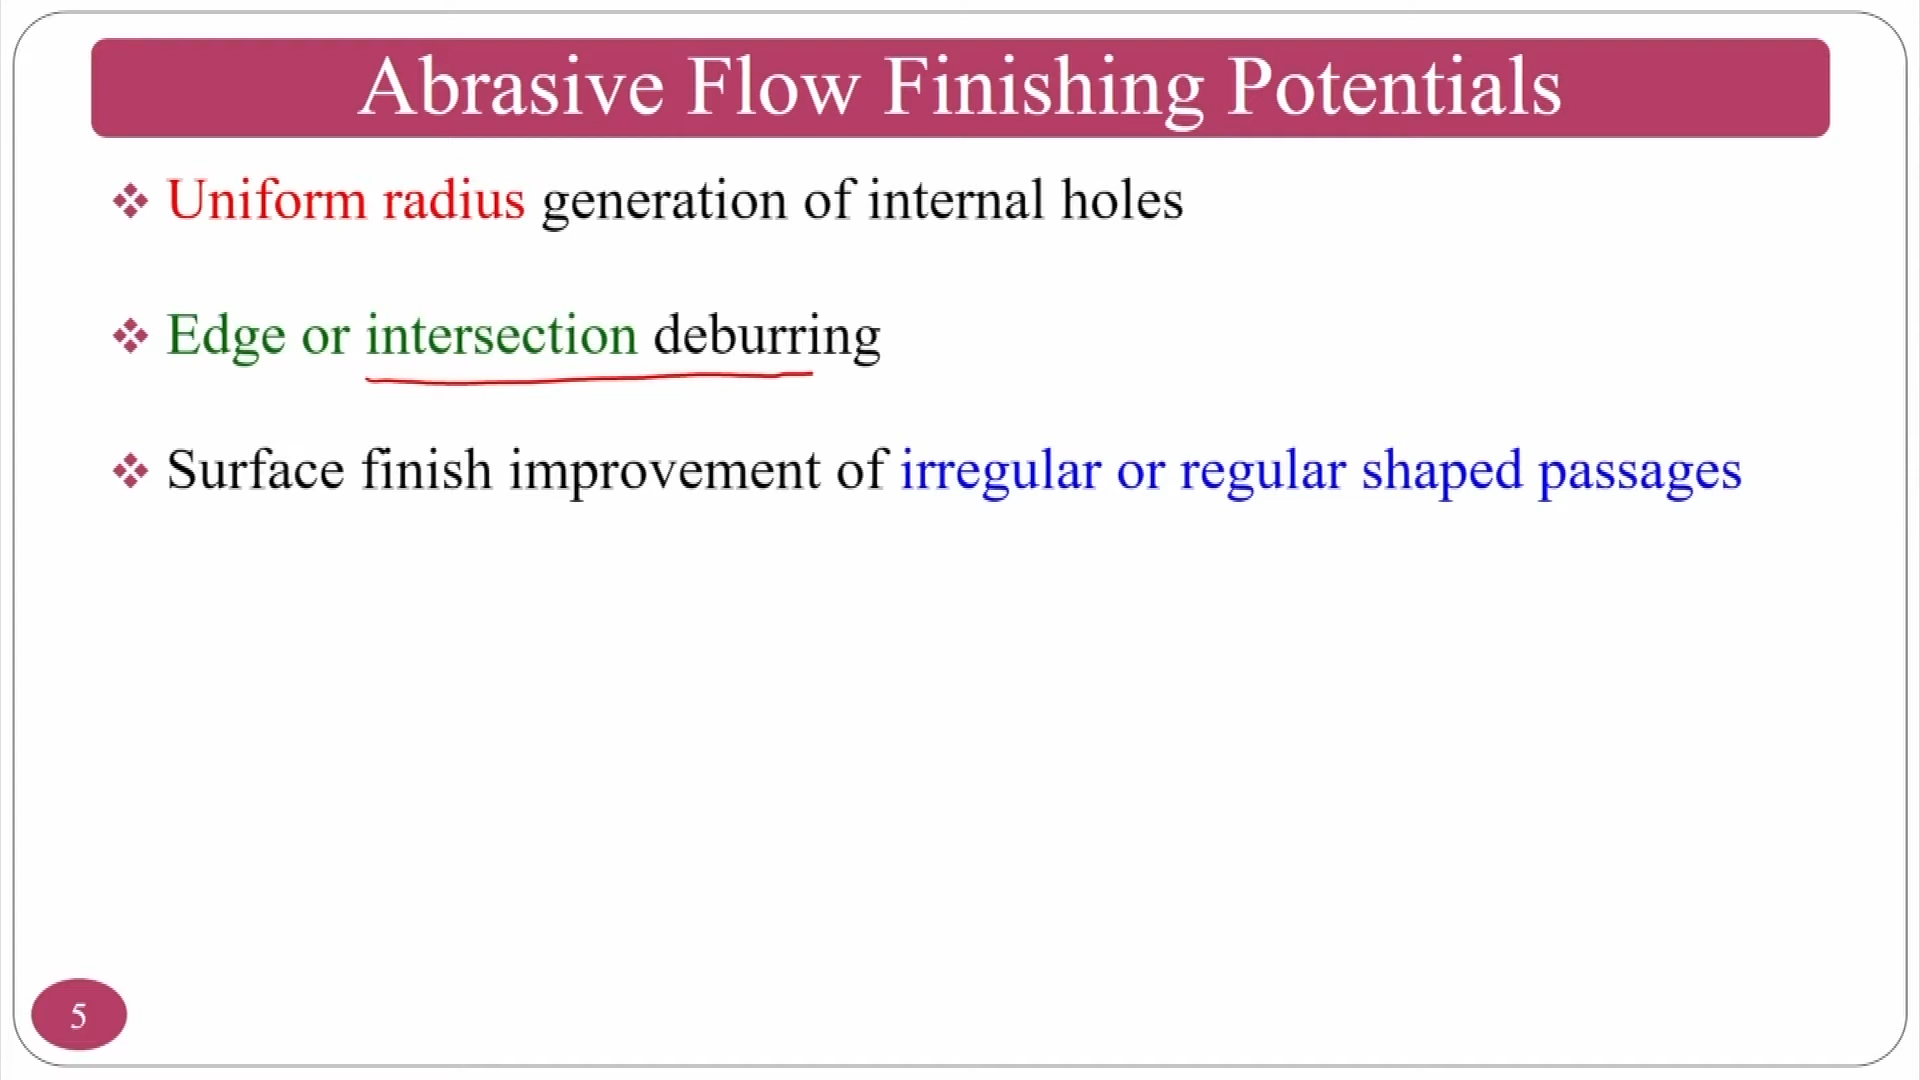 Abrasive Flow Finishing Potentials
Uniform radius generation of internal holes
Edge or intersection deburring
Surface finish improvement of irregular or regular shaped passages
5